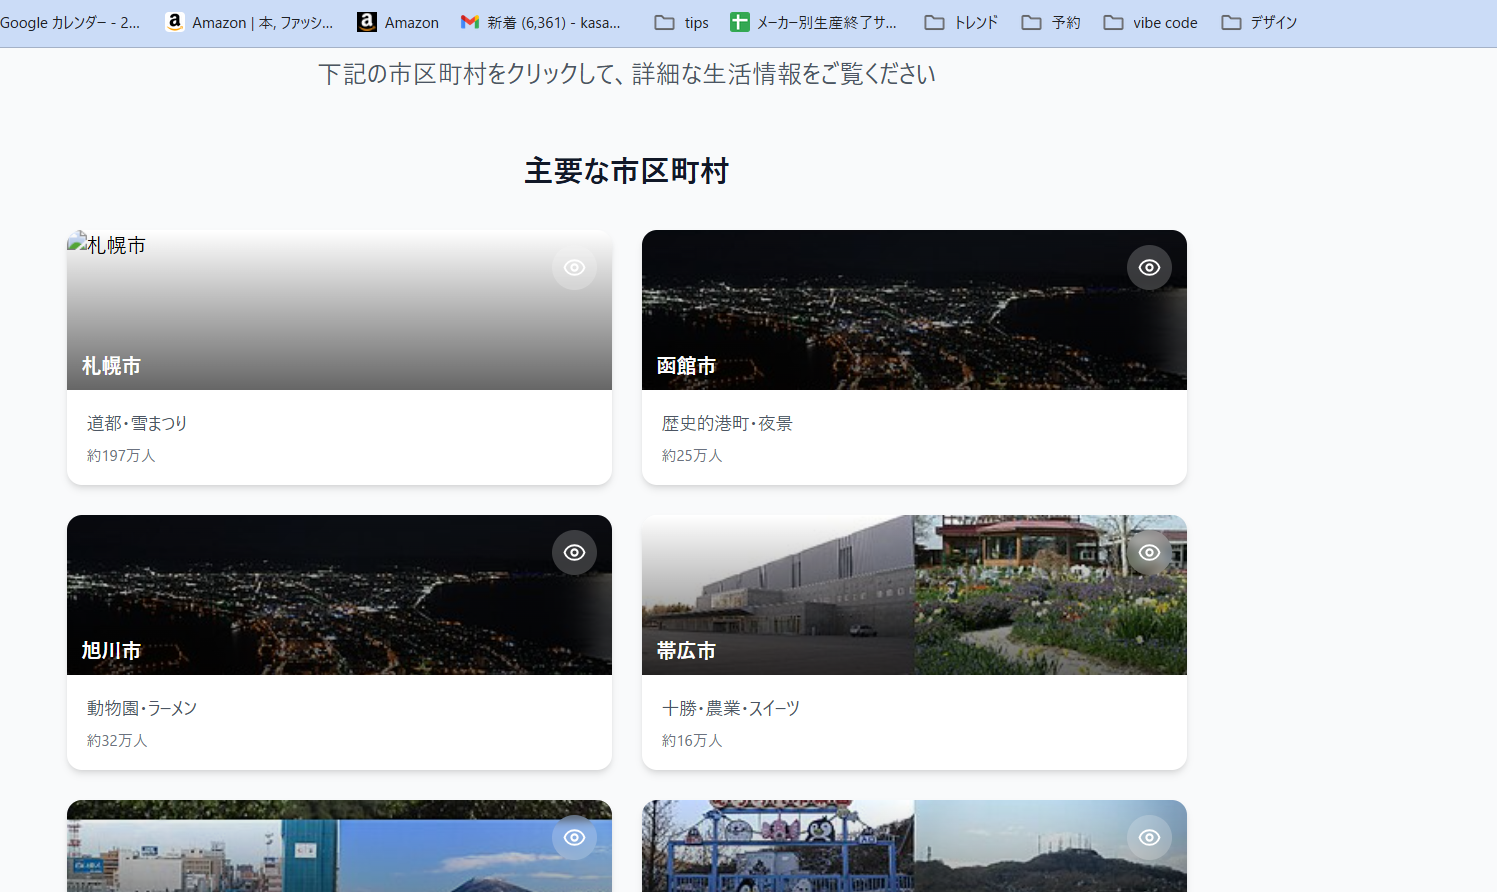 Google カレンダー - 2...
Amazon | 本, ファッシ...
Amazon
新着 (6,361) - kasa...
tips
メーカー別生産終了サ...
トレンド
予約
vibe code
デザイン
下記の市区町村をクリックして、詳細な生活情報をご覧ください
主要な市区町村
札幌市
札幌市
道都・雪まつり
約197万人
函館市
歴史的港町・夜景
約25万人
旭川市
動物園・ラーメン
約32万人
帯広市
十勝・農業・スイーツ
約16万人